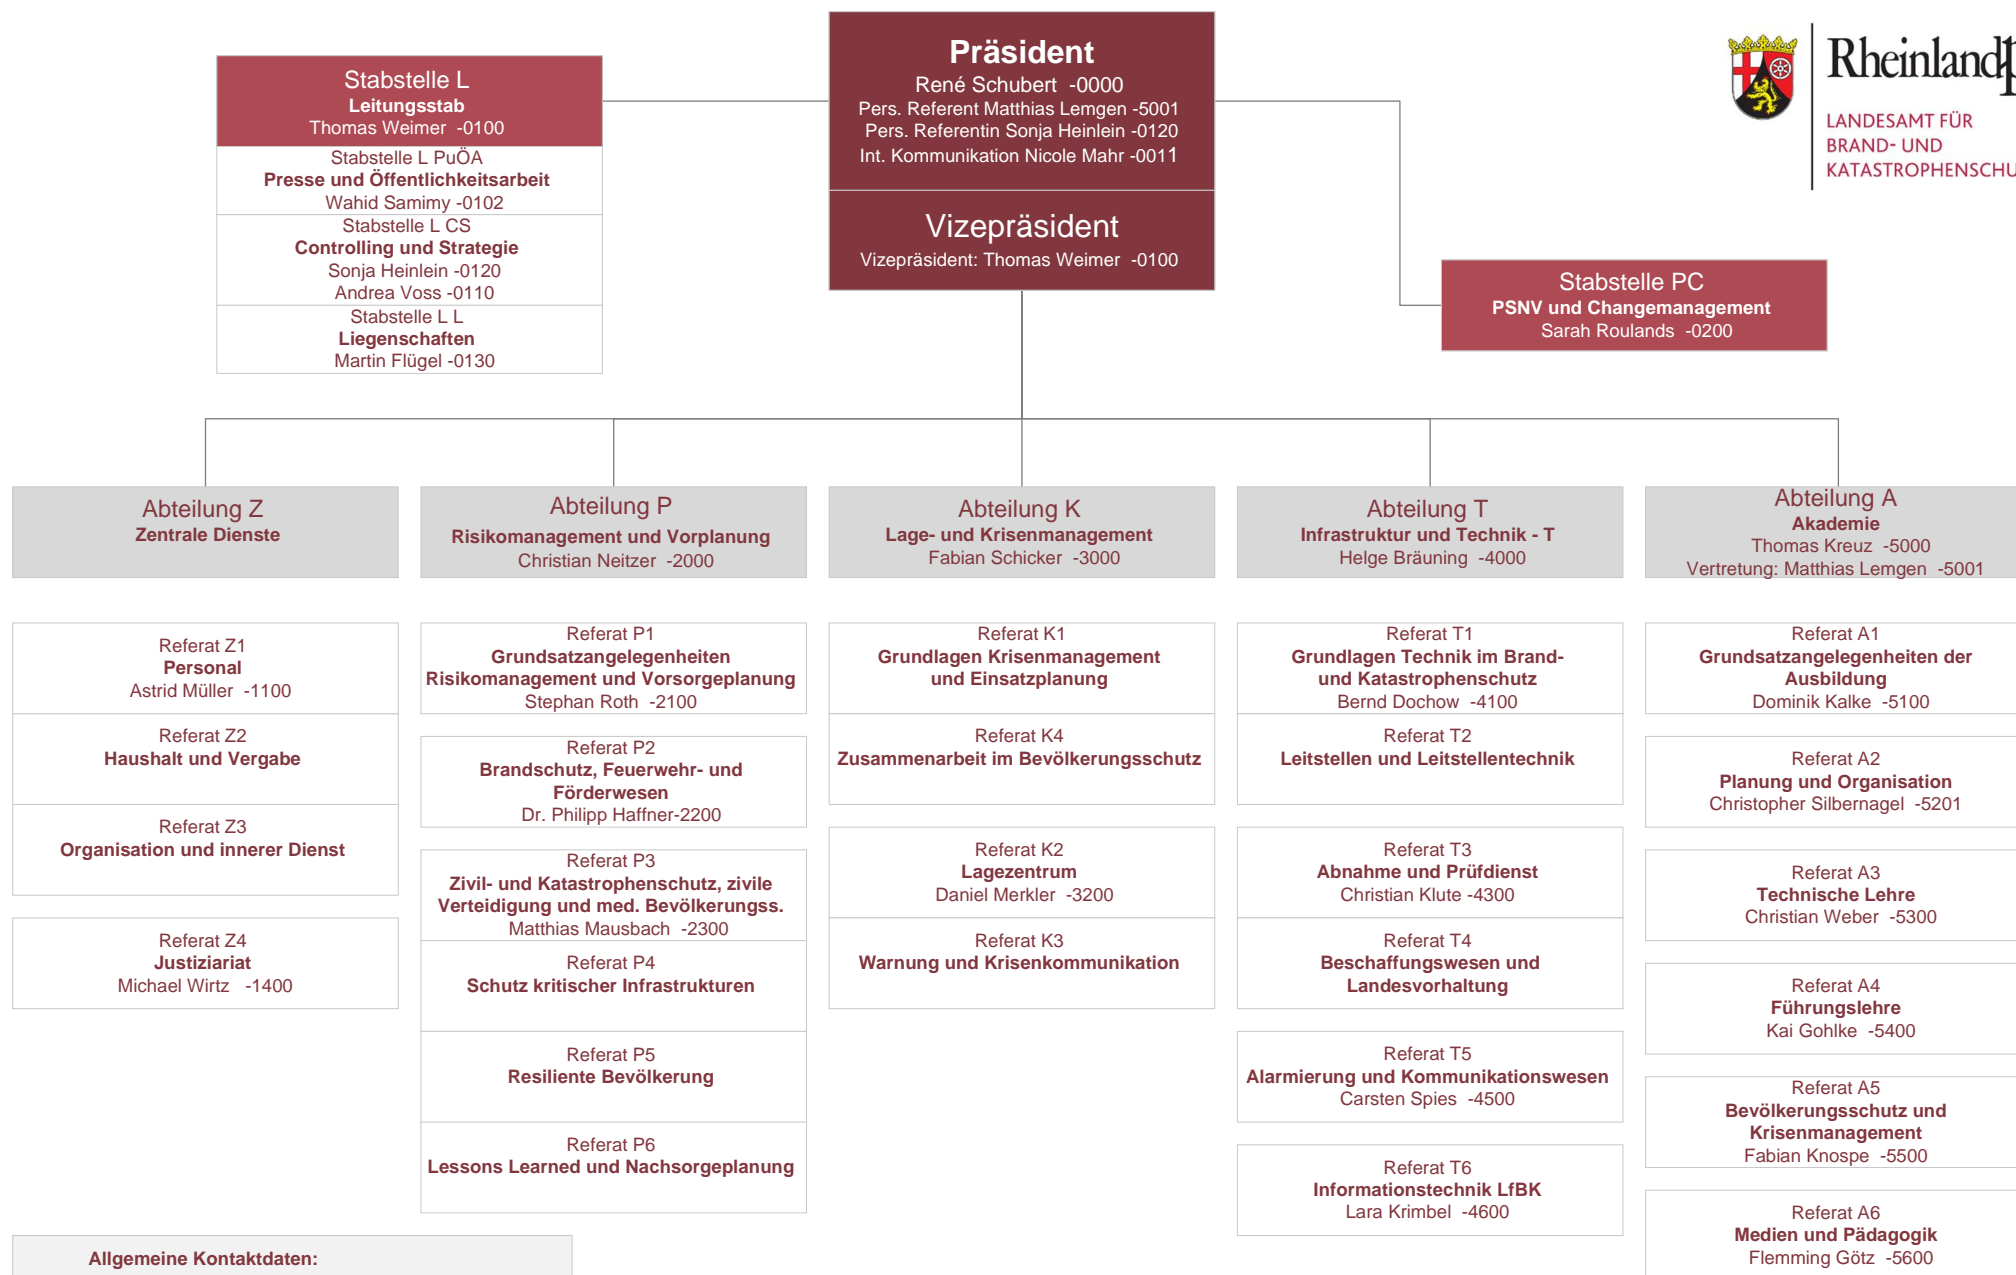 Präsident
René Schubert -0000
Pers. Referent Matthias Lemgen -5001
Pers. Referentin Sonja Heinlein -0120
Int. Kommunikation Nicole Mahr -0011
Vizepräsident
Vizepräsident: Thomas Weimer -0100
Stabstelle L
Leitungsstab
Thomas Weimer -0100
Stabstelle L PuÖA
Presse und Öffentlichkeitsarbeit
Wahid Samimy -0102
Stabstelle L CS
Controlling und Strategie
Sonja Heinlein -0120
Andrea Voss -0110
Stabstelle L L
Liegenschaften
Martin Flügel -0130
Rheinland
LANDESAMT FÜR
BRAND- UND
KATASTROPHENSCHU
Stabstelle PC
PSNV und Changemanagement
Sarah Roulands -0200
Abteilung Z
Zentrale Dienste
Referat Z1
Personal
Astrid Müller -1100
Referat Z2
Haushalt und Vergabe
Referat Z3
Organisation und innerer Dienst
Referat Z4
Justiziariat
Michael Wirtz -1400
Abteilung P
Risikomanagement und Vorplanung
Christian Neitzer -2000
Referat P1
Grundsatzangelegenheiten
Risikomanagement und Vorsorgeplanung
Stephan Roth -2100
Referat P2
Brandschutz, Feuerwehr- und
Förderwesen
Dr. Philipp Haffner-2200
Referat P3
Zivil- und Katastrophenschutz, zivile
Verteidigung und med. Bevölkerungss.
Matthias Mausbach -2300
Referat P4
Schutz kritischer Infrastrukturen
Referat P5
Resiliente Bevölkerung
Referat P6
Lessons Learned und Nachsorgeplanung
Abteilung K
Lage- und Krisenmanagement
Fabian Schicker -3000
Referat K1
Grundlagen Krisenmanagement
und Einsatzplanung
Referat K4
Zusammenarbeit im Bevölkerungsschutz
Referat K2
Lagezentrum
Daniel Merkler -3200
Referat K3
Warnung und Krisenkommunikation
Abteilung T
Infrastruktur und Technik - T
Helge Bräuning -4000
Referat T1
Grundlagen Technik im Brand-
und Katastrophenschutz
Bernd Dochow -4100
Referat T2
Leitstellen und Leitstellentechnik
Referat T3
Abnahme und Prüfdienst
Christian Klute -4300
Referat T4
Beschaffungswesen und
Landesvorhaltung
Referat T5
Alarmierung und Kommunikationswesen
Carsten Spies -4500
Referat T6
Informationstechnik LfBK
Lara Krimbel -4600
Abteilung A
Akademie
Thomas Kreuz -5000
Vertretung: Matthias Lemgen -5001
Referat A1
Grundsatzangelegenheiten der
Ausbildung
Dominik Kalke -5100
Referat A2
Planung und Organisation
Christopher Silbernagel -5201
Referat A3
Technische Lehre
Christian Weber -5300
Referat A4
Führungslehre
Kai Gohlke -5400
Referat A5
Bevölkerungsschutz und
Krisenmanagement
Fabian Knospe -5500
Referat A6
Medien und Pädagogik
Flemming Götz -5600
Allgemeine Kontaktdaten: